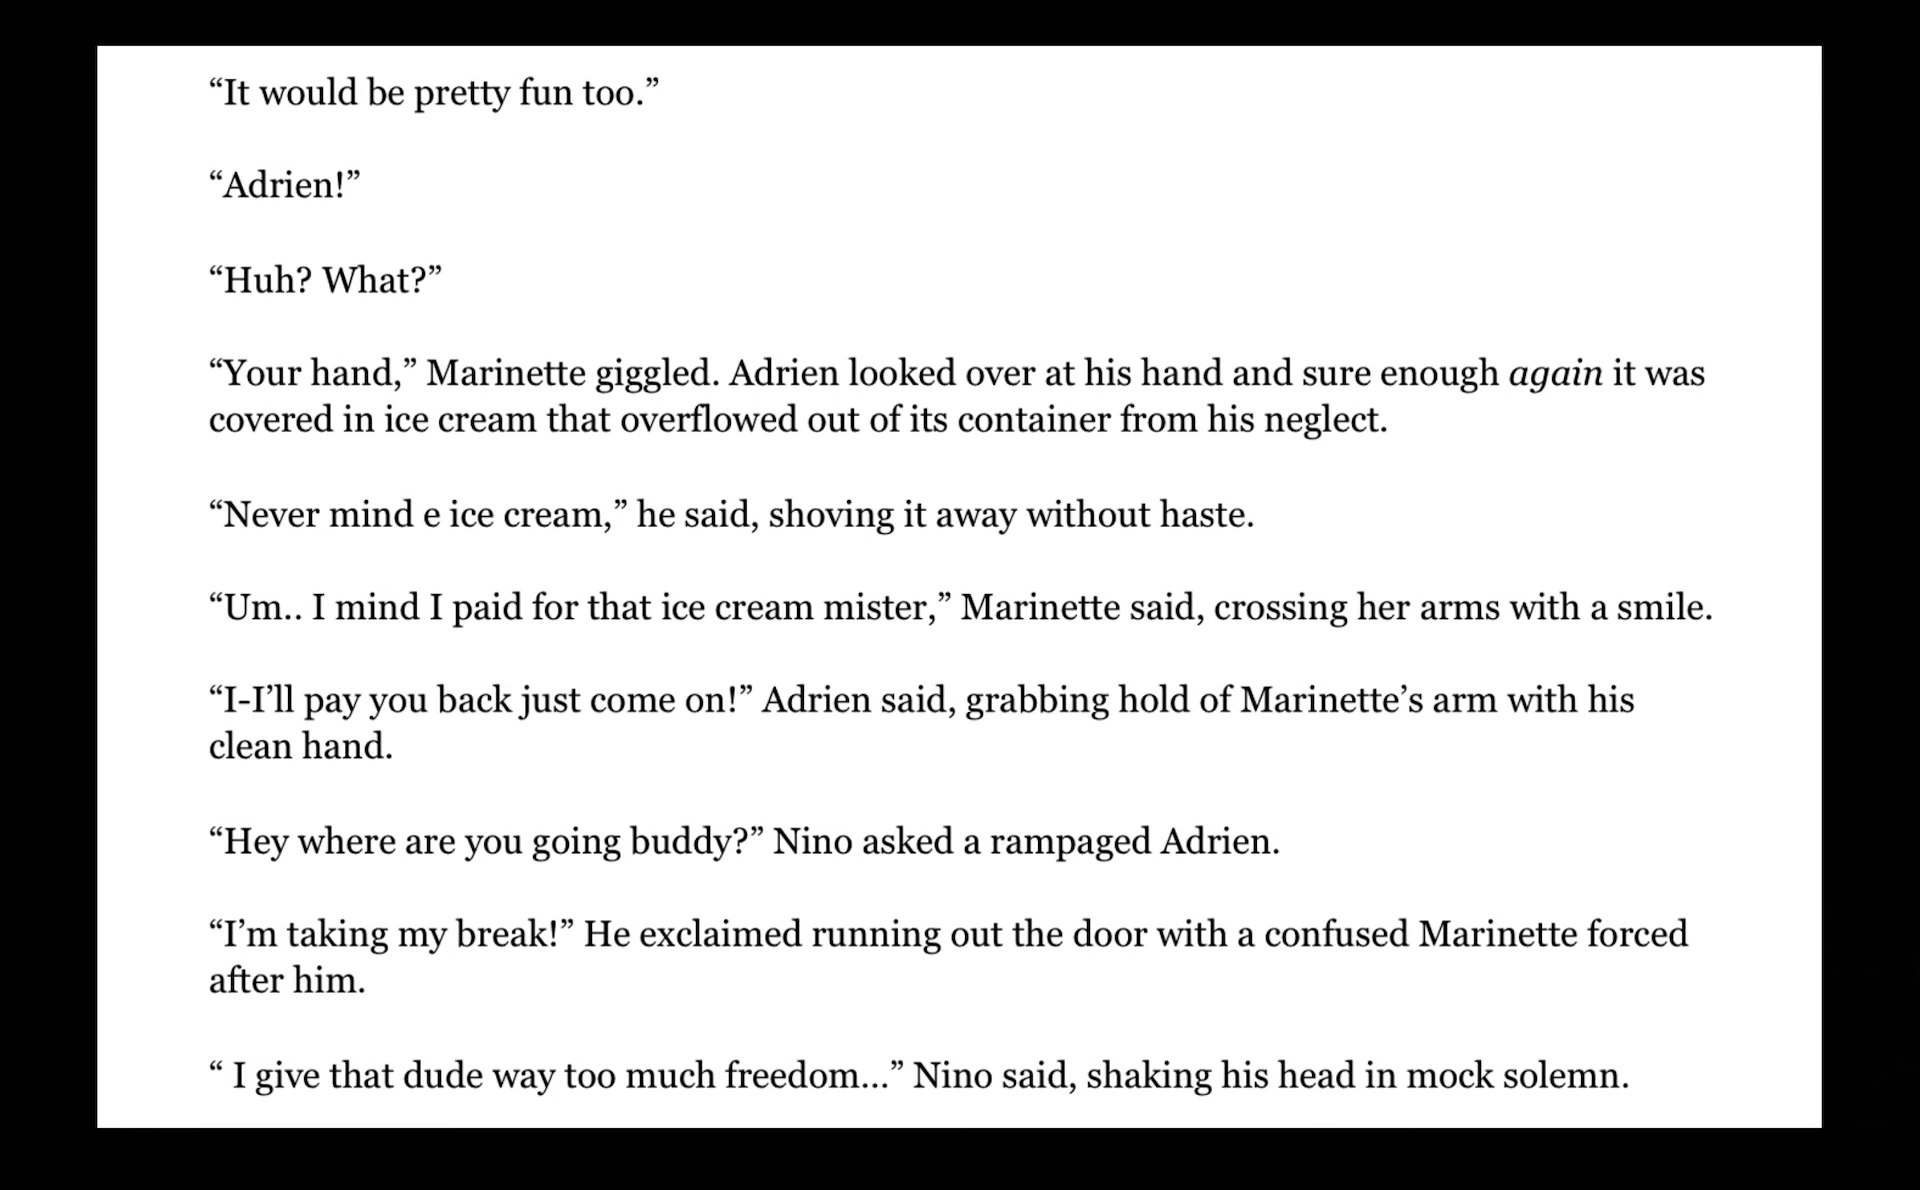 “It would be pretty fun too.”
“Adrien!”
“Huh? What?”
“Your hand,” Marinette giggled. Adrien looked over at his hand and sure enough again it was
covered in ice cream that overflowed out of its container from his neglect.
“Never mind e ice cream,” he said, shoving it away without haste.
“Um.. I mind I paid for that ice cream mister,” Marinette said, crossing her arms with a smile.
“I-I’ll pay you back just come on!” Adrien said, grabbing hold of Marinette’s arm with his
clean hand.
“Hey where are you going buddy?” Nino asked a rampaged Adrien.
“I’m taking my break!” He exclaimed running out the door with a confused Marinette forced
after him.
“ I give that dude way too much freedom...” Nino said, shaking his head in mock solemn.